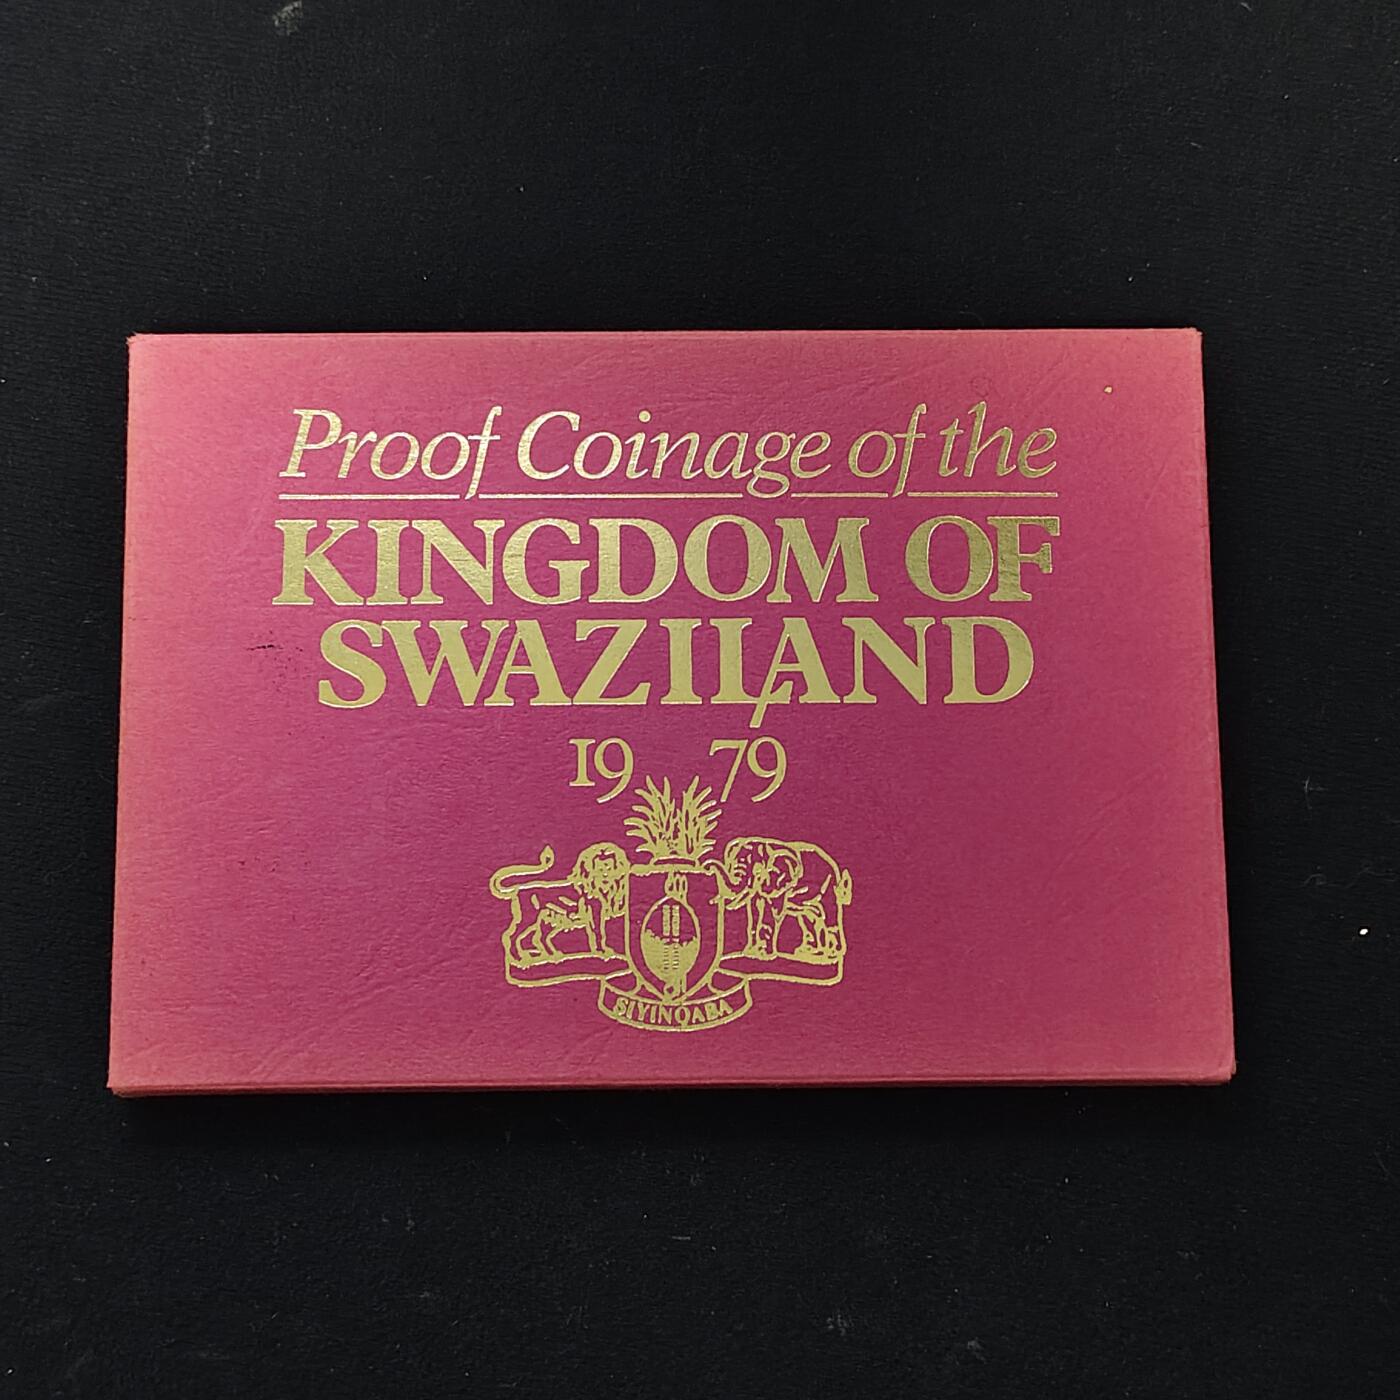 Proof Coinage of the
KINGDOM OF
SWAZILAND
1979
SIYINQABA